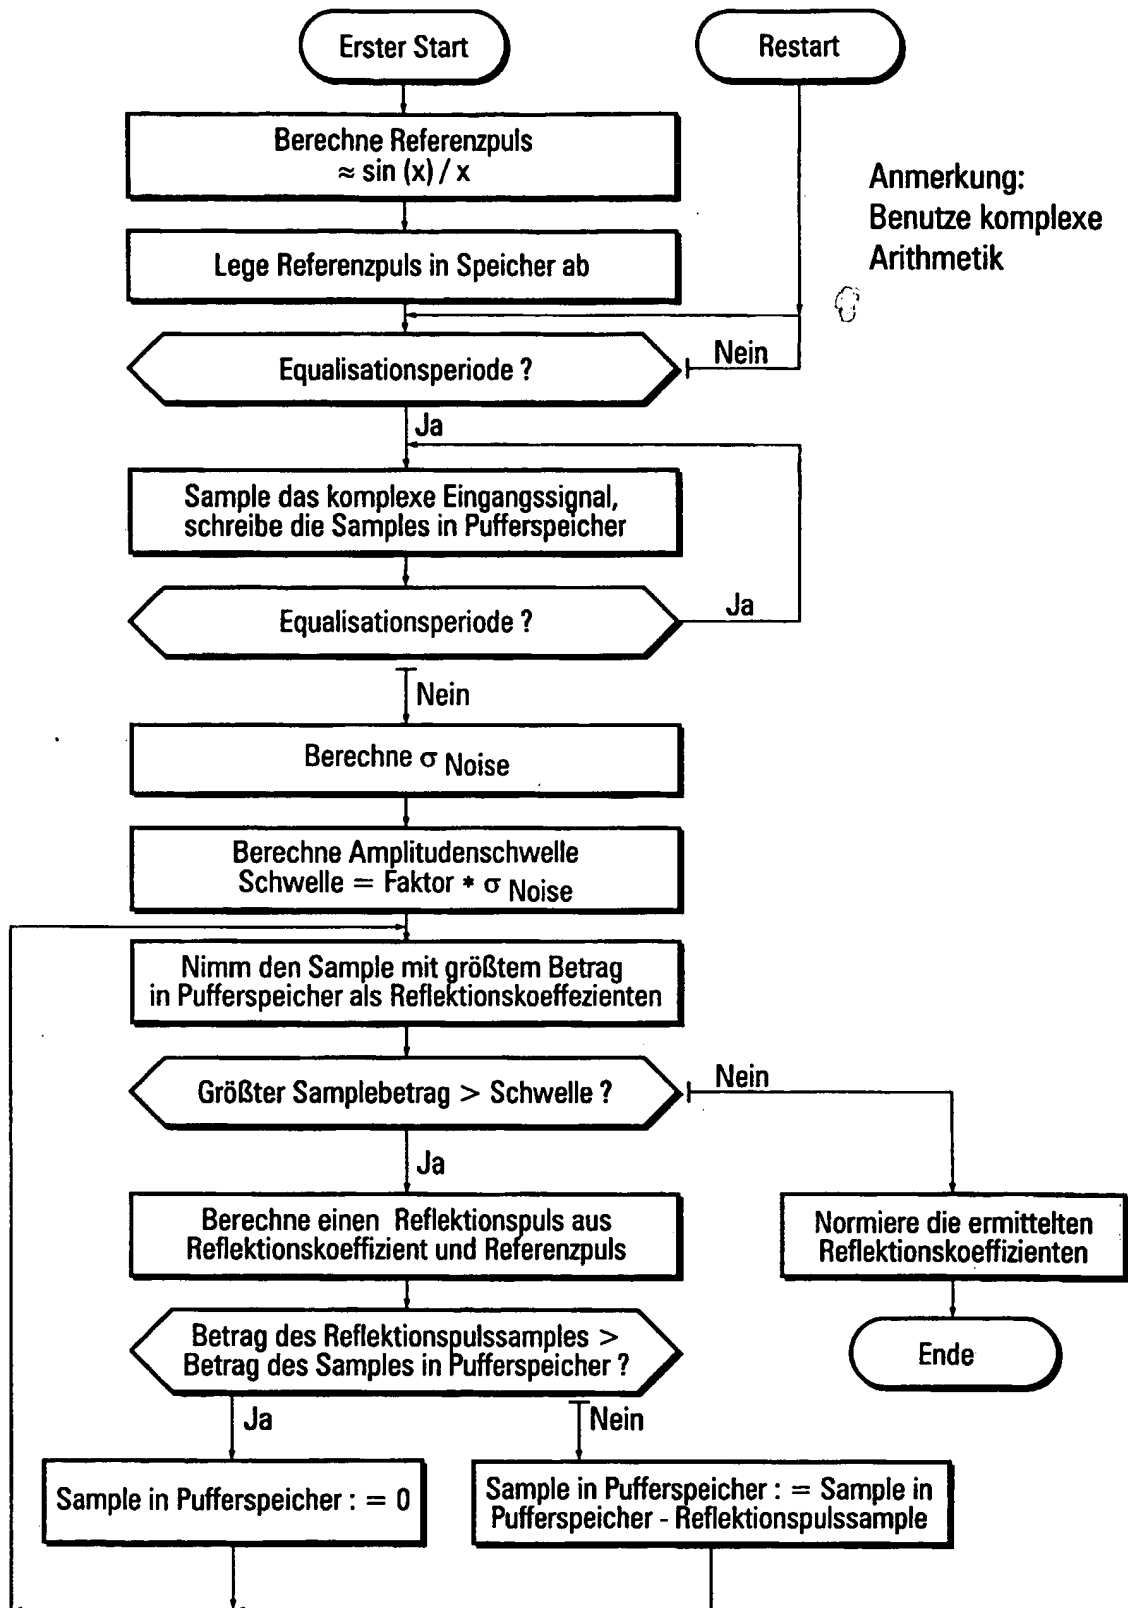 Erster Start
Restart
Berechne Referenzpuls
≈ sin (x) / x
Anmerkung:
Benutze komplexe
Arithmetik
Lege Referenzpuls in Speicher ab
Equalisationsperiode ?
Nein
Ja
Sample das komplexe Eingangssignal,
schreibe die Samples in Pufferspeicher
Equalisationsperiode ?
Ja
Nein
Berechne σ Noise
Berechne Amplitudenschwelle
Schwelle = Faktor * σ Noise
Nimm den Sample mit größtem Betrag
in Pufferspeicher als Reflektionskoeffezienten
Größter Samplebetrag > Schwelle ?
Nein
Ja
Berechne einen Reflektionspuls aus
Reflektionskoeffizient und Referenzpuls
Normiere die ermittelten
Reflektionskoeffizienten
Betrag des Reflektionspulssamples >
Betrag des Samples in Pufferspeicher ?
Ende
Ja
Nein
Sample in Pufferspeicher : = 0
Sample in Pufferspeicher : = Sample in
Pufferspeicher - Reflektionspulssample